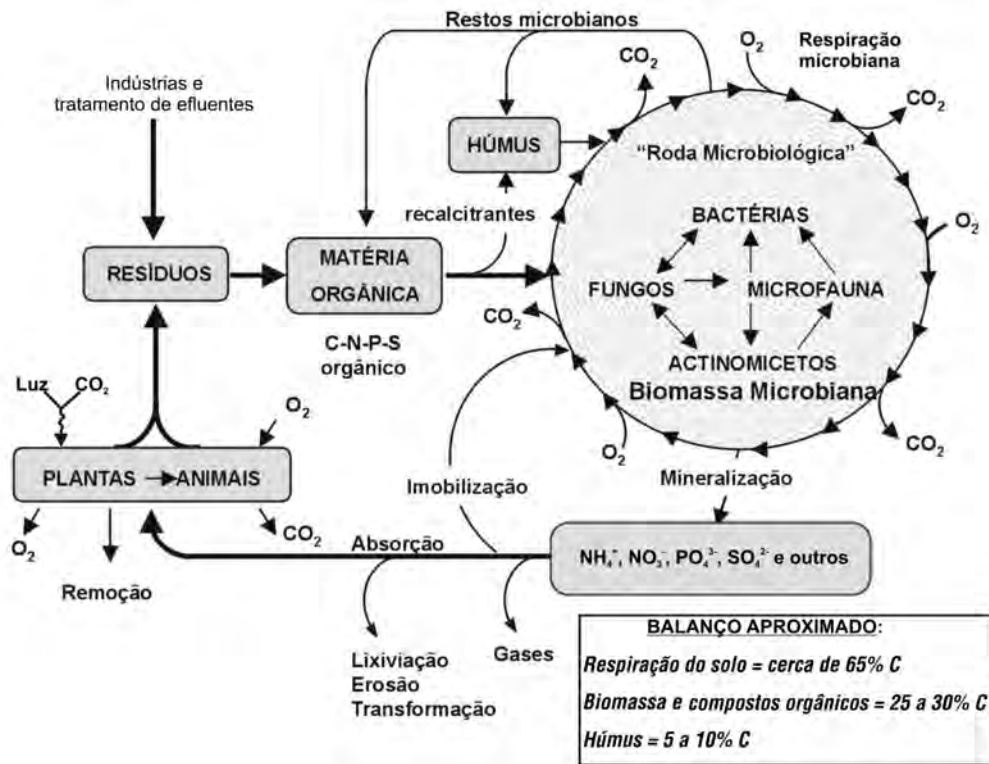 Restos microbianos
O₂
Respiração
microbiana
CO₂
CO₂
Indústrias e
tratamento de efluentes
HÚMUS
"Roda Microbiológica"
recalcitrantes
BACTÉRIAS
O₂
RESÍDUOS
MATÉRIA
ORGÂNICA
FUNGOS
MICROFAUNA
CO₂
C-N-P-S
orgânico
ACTINOMICETOS
Biomassa Microbiana
Luz
CO₂
O₂
O₂
CO₂
PLANTAS
ANIMAIS
Imobilização
Mineralização
O₂
CO₂
Absorção
NH₄⁺, NO₃⁻, PO₄³⁻, SO₄²⁻ e outros
Remoção
Lixiviação
Erosão
Transformação
Gases
BALANÇO APROXIMADO:
Respiração do solo = cerca de 65% C
Biomassa e compostos orgânicos = 25 a 30% C
Húmus = 5 a 10% C